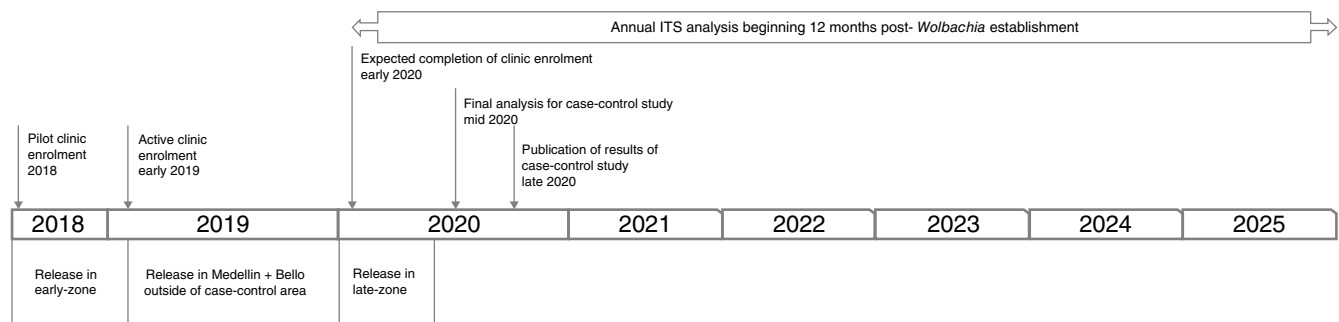 Annual ITS analysis beginning 12 months post- Wolbachia establishment
Expected completion of clinic enrolment
early 2020
Final analysis for case-control study
mid 2020
Pilot clinic
enrolment
2018
Active clinic
enrolment
early 2019
Publication of results of
case-control study
late 2020
2018
2019
2020
2021
2022
2023
2024
2025
Release in
early-zone
Release in Medellin + Bello
outside of case-control area
Release in
late-zone